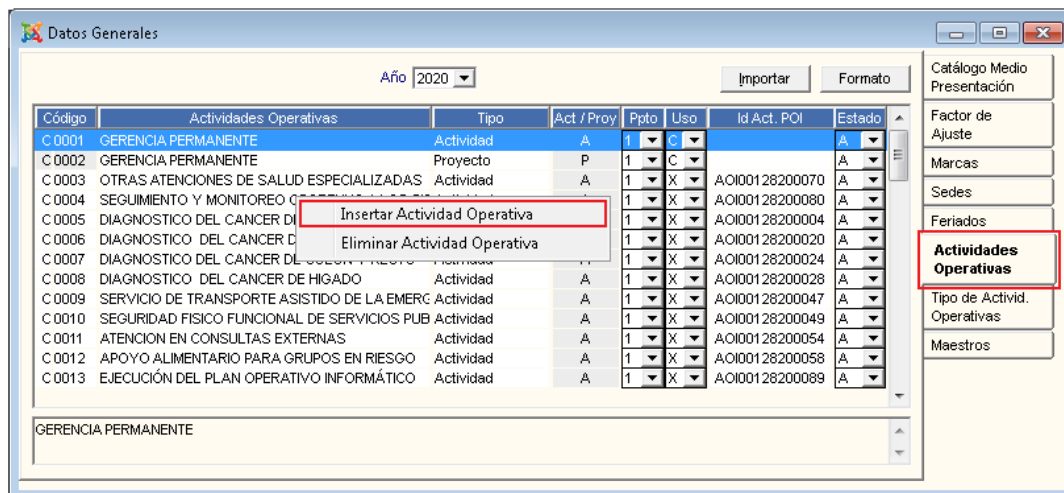 Datos Generales
Año 2020
Importar
Formato
Código Actividades Operativas Tipo Act / Proy Ppto Uso Id Act. POI Estado
C 0001 GERENCIA PERMANENTE Actividad A 1 C A
C 0002 GERENCIA PERMANENTE Proyecto P 1 C A
C 0003 OTRAS ATENCIONES DE SALUD ESPECIALIZADAS Actividad A 1 X AOI00128200070 A
C 0004 SEGUIMIENTO Y MONITOREO 1 X AOI00128200080 A
C 0005 DIAGNOSTICO DEL CANCER 1 X AOI00128200004 A
C 0006 DIAGNOSTICO DEL CANCER 1 X AOI00128200020 A
C 0007 DIAGNOSTICO DEL CANCER 1 X AOI00128200024 A
C 0008 DIAGNOSTICO DEL CANCER DE HIGADO Actividad A 1 X AOI00128200028 A
C 0009 SERVICIO DE TRANSPORTE ASISTIDO DE LA EMERG Actividad A 1 X AOI00128200047 A
C 0010 SEGURIDAD FISICO FUNCIONAL DE SERVICIOS PUB Actividad A 1 X AOI00128200049 A
C 0011 ATENCION EN CONSULTAS EXTERNAS Actividad A 1 X AOI00128200054 A
C 0012 APOYO ALIMENTARIO PARA GRUPOS EN RIESGO Actividad A 1 X AOI00128200058 A
C 0013 EJECUCIÓN DEL PLAN OPERATIVO INFORMÁTICO Actividad A 1 X AOI00128200089 A
Insertar Actividad Operativa
Eliminar Actividad Operativa
GERENCIA PERMANENTE
Catálogo Medio
Presentación
Factor de
Ajuste
Marcas
Sedes
Feriados
Actividades
Operativas
Tipo de Activid.
Operativas
Maestros